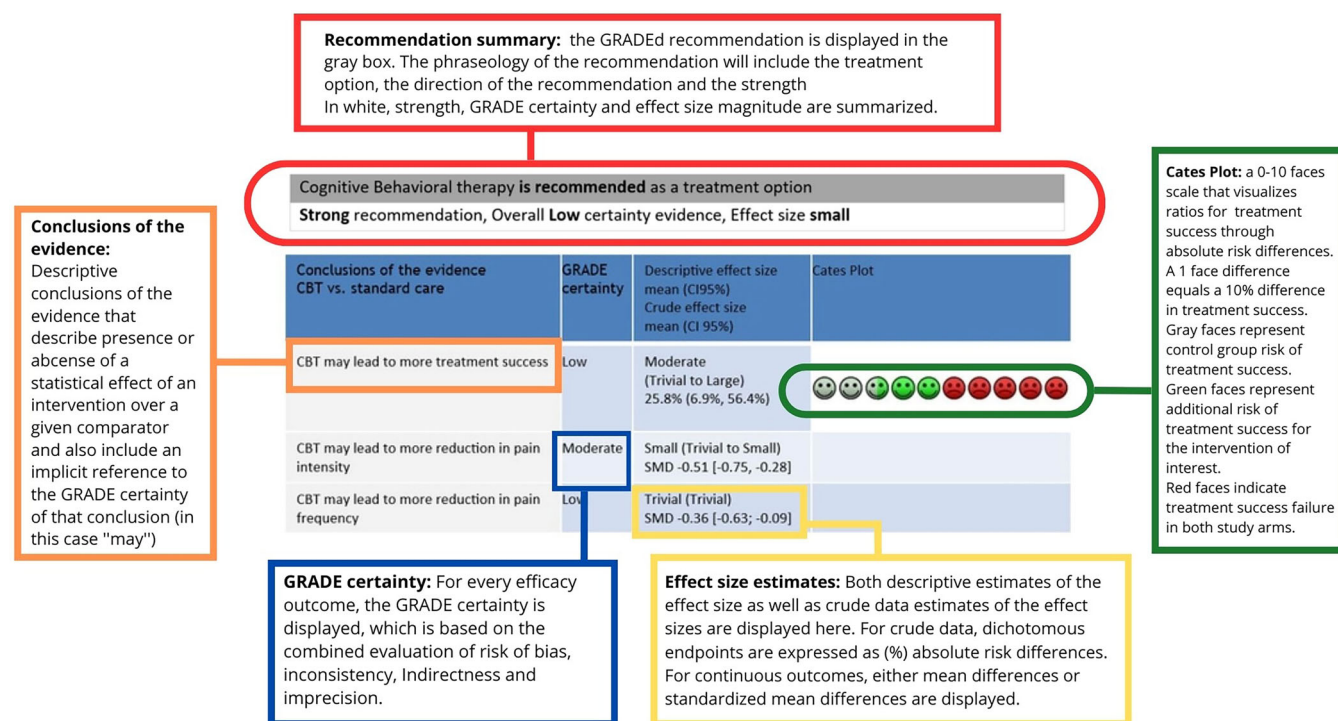 Recommendation summary: the GRADEd recommendation is displayed in the
gray box. The phraseology of the recommendation will include the treatment
option, the direction of the recommendation and the strength
In white, strength, GRADE certainty and effect size magnitude are summarized.
Cognitive Behavioral therapy is recommended as a treatment option
Strong recommendation, Overall Low certainty evidence, Effect size small
Conclusions of the
evidence:
Descriptive
conclusions of the
evidence that
describe presence or
absense of a
statistical effect of an
intervention over a
given comparator
and also include an
implicit reference to
the GRADE certainty
of that conclusion (in
this case "may")
Conclusions of the evidence
CBT vs. standard care
GRADE
certainty
Descriptive effect size
mean (CI95%)
Crude effect size
mean (CI 95%)
Cates Plot
CBT may lead to more treatment success
Low
Moderate
(Trivial to Large)
25.8% (6.9%, 56.4%)
CBT may lead to more reduction in pain
intensity
Moderate
Small (Trivial to Small)
SMD -0.51 [-0.75, -0.28]
CBT may lead to more reduction in pain
frequency
Low
Trivial (Trivial)
SMD -0.36 [-0.63; -0.09]
Cates Plot: a 0-10 faces
scale that visualizes
ratios for treatment
success through
absolute risk differences.
A 1 face difference
equals a 10% difference
in treatment success.
Gray faces represent
control group risk of
treatment success.
Green faces represent
additional risk of
treatment success for
the intervention of
interest.
Red faces indicate
treatment success failure
in both study arms.
GRADE certainty: For every efficacy
outcome, the GRADE certainty is
displayed, which is based on the
combined evaluation of risk of bias,
inconsistency, Indirectness and
imprecision.
Effect size estimates: Both descriptive estimates of the
effect size as well as crude data estimates of the effect
sizes are displayed here. For crude data, dichotomous
endpoints are expressed as (%) absolute risk differences.
For continuous outcomes, either mean differences or
standardized mean differences are displayed.